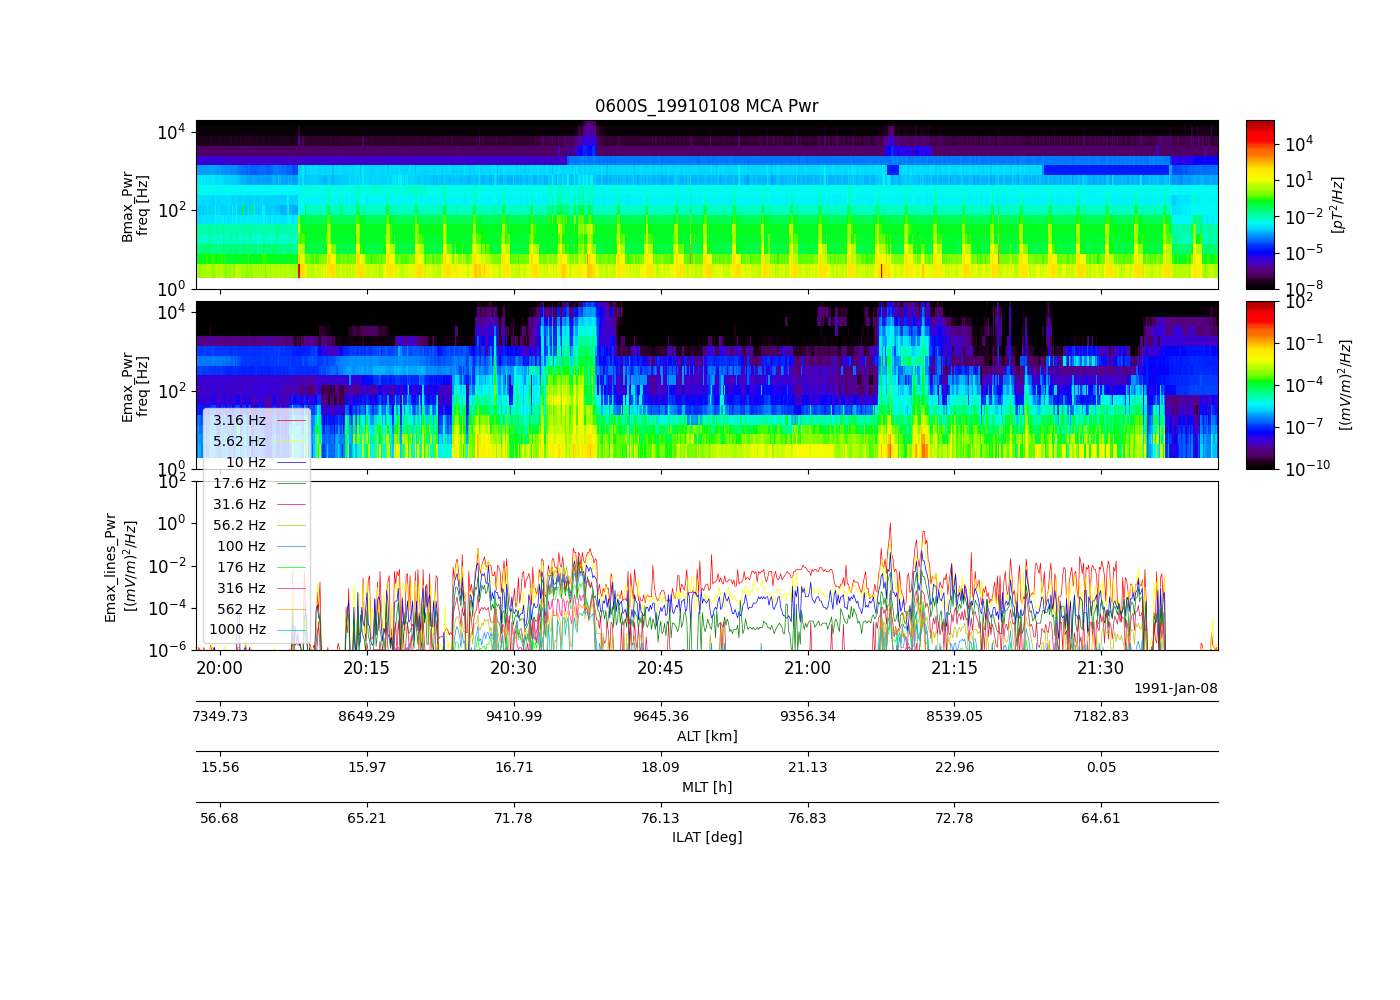 0600S_19910108 MCA Pwr
Bmax_Pwr
freq [Hz]
10^4
10^2
10^0
10^4
10^1
10^-2
10^-5
10^-8
[pT^2/Hz]
Emax_Pwr
freq [Hz]
10^4
10^2
10^0
10^2
10^-1
10^-4
10^-7
10^-10
[(mV/m)^2/Hz]
Emax_lines_Pwr
[(mV/m)^2/Hz]
10^2
10^0
10^-2
10^-4
10^-6
3.16 Hz
5.62 Hz
10 Hz
17.6 Hz
31.6 Hz
56.2 Hz
100 Hz
176 Hz
316 Hz
562 Hz
1000 Hz
20:00 20:15 20:30 20:45 21:00 21:15 21:30
1991-Jan-08
7349.73 8649.29 9410.99 9645.36 9356.34 8539.05 7182.83
ALT [km]
15.56 15.97 16.71 18.09 21.13 22.96 0.05
MLT [h]
56.68 65.21 71.78 76.13 76.83 72.78 64.61
ILAT [deg]